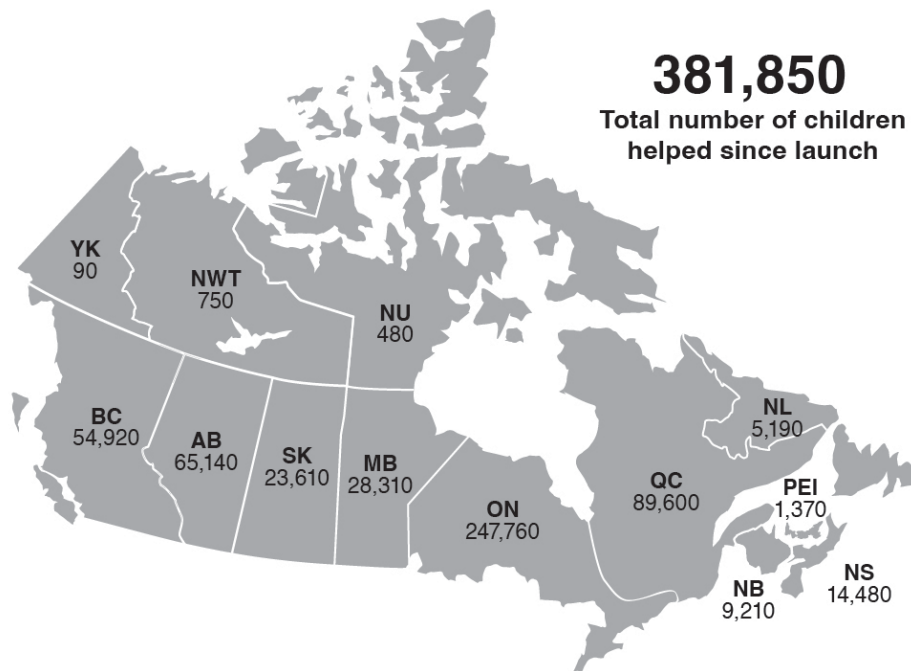 381,850
Total number of children
helped since launch
YK
90
NWT
750
NU
480
BC
54,920
AB
65,140
SK
23,610
MB
28,310
ON
247,760
QC
89,600
NL
5,190
PEI
1,370
NB
9,210
NS
14,480